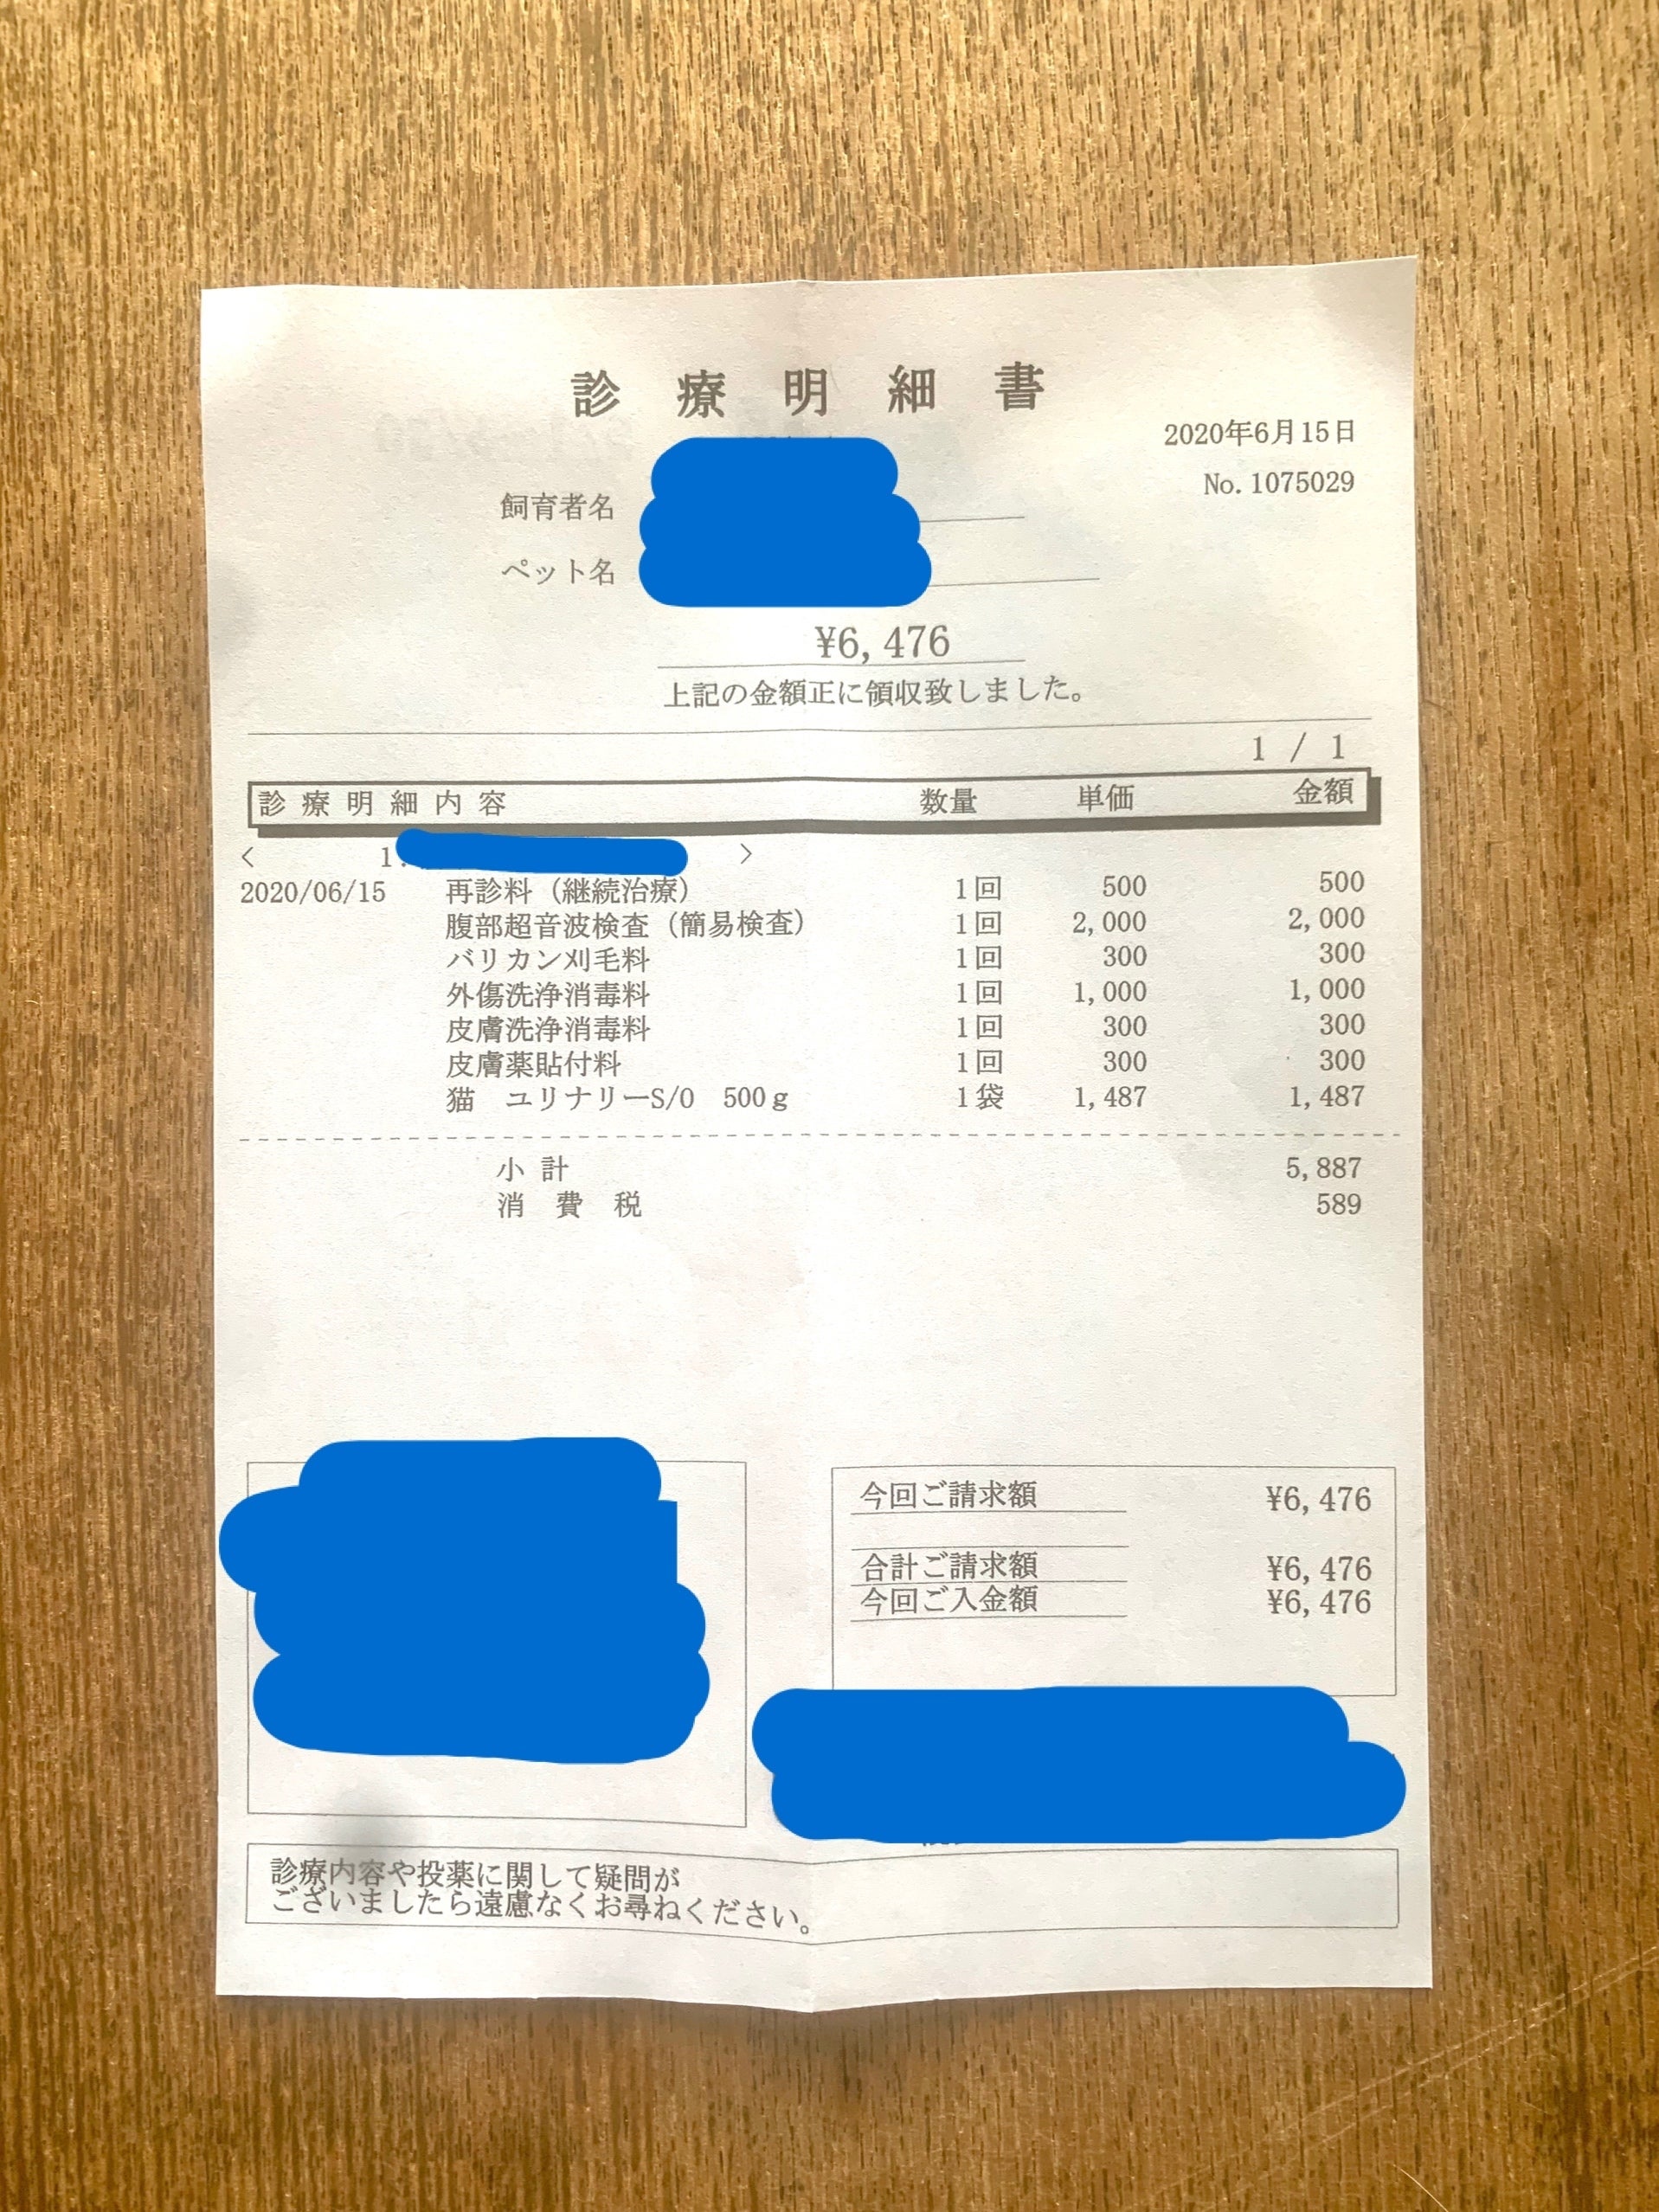 診療明細書
2020年6月15日
No. 1075029
飼育者名
ペット名
¥6,476
上記の金額正に領収致しました。
1 / 1
診療明細内容 数量 単価 金額
< 1. >
2020/06/15 再診料（継続治療） 1回 500 500
腹部超音波検査（簡易検査） 1回 2,000 2,000
バリカン刈毛料 1回 300 300
外傷洗浄消毒料 1回 1,000 1,000
皮膚洗浄消毒料 1回 300 300
皮膚薬貼付料 1回 300 300
猫 ユリナリーS/O 500g 1袋 1,487 1,487
小計 5,887
消費税 589
今回ご請求額 ¥6,476
合計ご請求額 ¥6,476
今回ご入金額 ¥6,476
診療内容や投薬に関して疑問が
ございましたら遠慮なくお尋ねください。